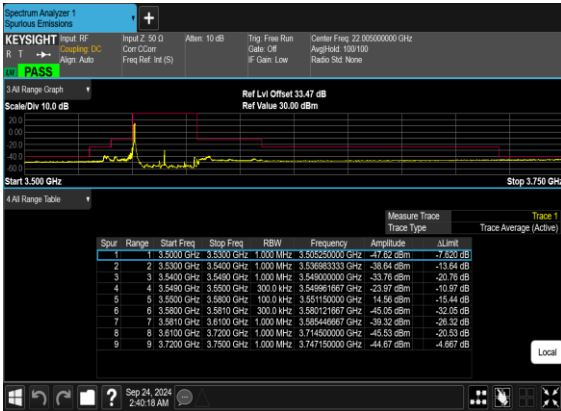 Spectrum Analyzer 1
Spurious Emissions
+
KEYSIGHT Input: RF Input Z: 50 Ω Atten: 10 dB Trig: Free Run Center Freq: 22.005000000 GHz
R T Coupling: DC Corr CCorr Gate: Off Avg|Hold: 100/100
Align: Auto Freq Ref: Int (S) IF Gain: Low Radio Std: None
LW PASS
3 All Range Graph
Ref Lvl Offset 33.47 dB
Scale/Div 10.0 dB Ref Value 30.00 dBm
20.0
0.00
-20.0
-40.0
-60.0
Start 3.500 GHz Stop 3.750 GHz
4 All Range Table
Measure Trace Trace 1
Trace Type Trace Average (Active)
Spur Range Start Freq Stop Freq RBW Frequency Amplitude ΔLimit
1 1 3.5000 GHz 3.5300 GHz 1.000 MHz 3.505250000 GHz -47.62 dBm -7.620 dB
2 2 3.5300 GHz 3.5400 GHz 1.000 MHz 3.536983333 GHz -38.64 dBm -13.64 dB
3 3 3.5400 GHz 3.5490 GHz 1.000 MHz 3.549000000 GHz -33.76 dBm -20.76 dB
4 4 3.5490 GHz 3.5500 GHz 300.0 kHz 3.549961667 GHz -23.97 dBm -10.97 dB
5 5 3.5500 GHz 3.5800 GHz 100.0 kHz 3.551150000 GHz 14.56 dBm -15.44 dB
6 6 3.5800 GHz 3.5810 GHz 300.0 kHz 3.580121667 GHz -45.05 dBm -32.05 dB
7 7 3.5810 GHz 3.6100 GHz 1.000 MHz 3.585446667 GHz -39.32 dBm -26.32 dB
8 8 3.6100 GHz 3.7200 GHz 1.000 MHz 3.714500000 GHz -45.53 dBm -20.53 dB
9 9 3.7200 GHz 3.7500 GHz 1.000 MHz 3.747150000 GHz -44.67 dBm -4.667 dB
Local
? Sep 24, 2024
2:40:18 AM